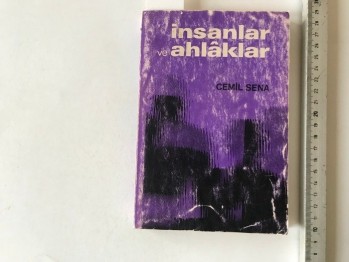 insanlar
ve ahlâklar
CEMİL SENA